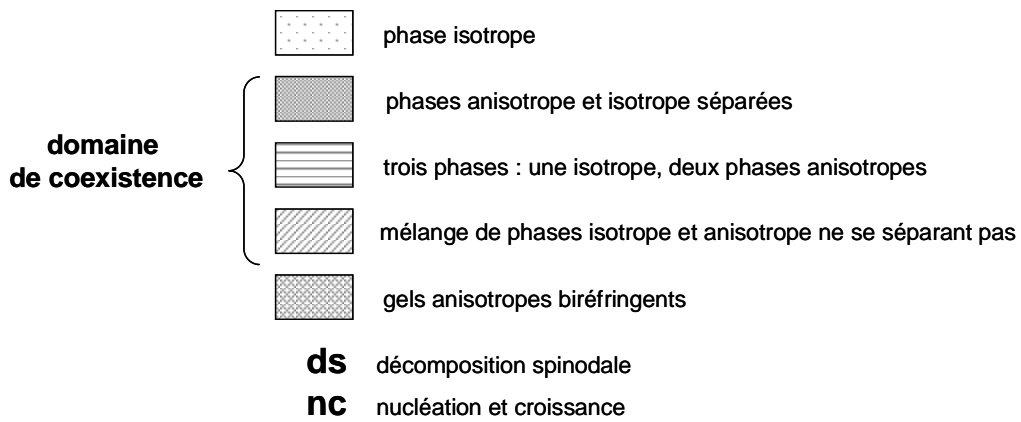 phase isotrope
phases anisotrope et isotrope séparées
domaine
de coexistence
trois phases : une isotrope, deux phases anisotropes
mélange de phases isotrope et anisotrope ne se séparant pas
gels anisotropes biréfringents
ds décomposition spinodale
nc nucléation et croissance